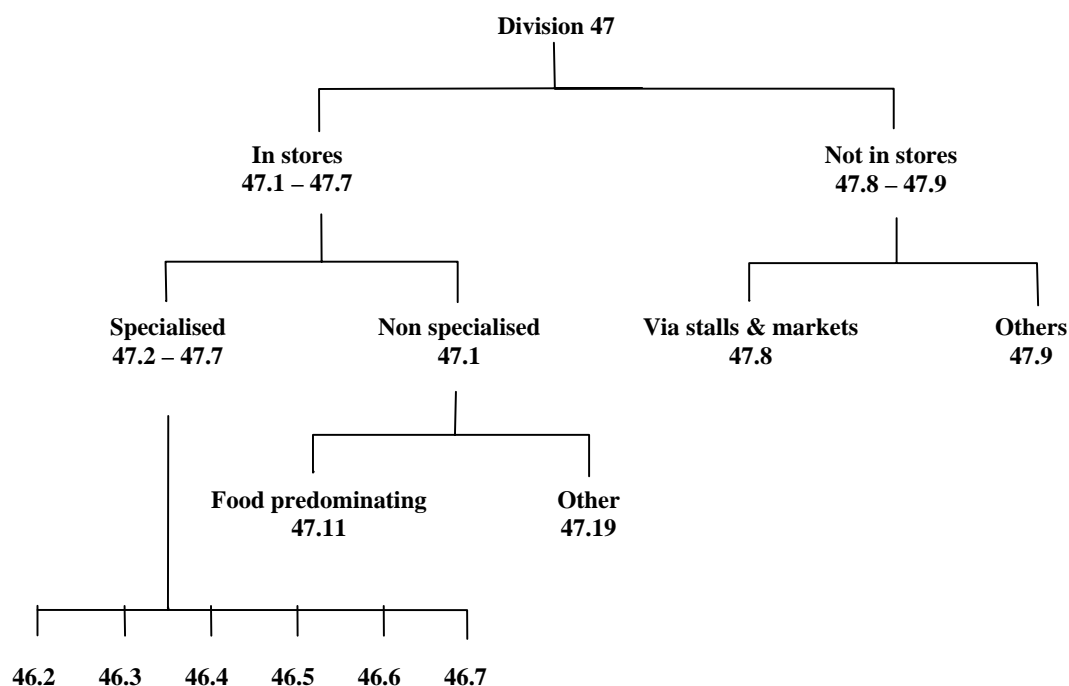 Division 47
In stores
47.1 – 47.7
Not in stores
47.8 – 47.9
Specialised
47.2 – 47.7
Non specialised
47.1
Via stalls & markets
47.8
Others
47.9
Food predominating
47.11
Other
47.19
46.2 46.3 46.4 46.5 46.6 46.7